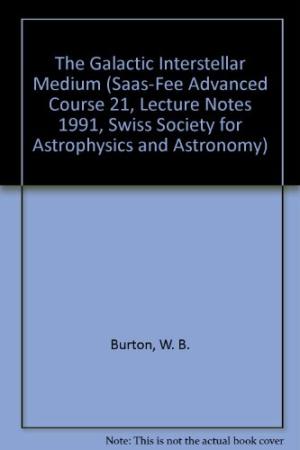 The Galactic Interstellar
Medium (Saas-Fee Advanced
Course 21, Lecture Notes
1991, Swiss Society for
Astrophysics and Astronomy)
Burton, W. B.
Note: This is not the actual book cover